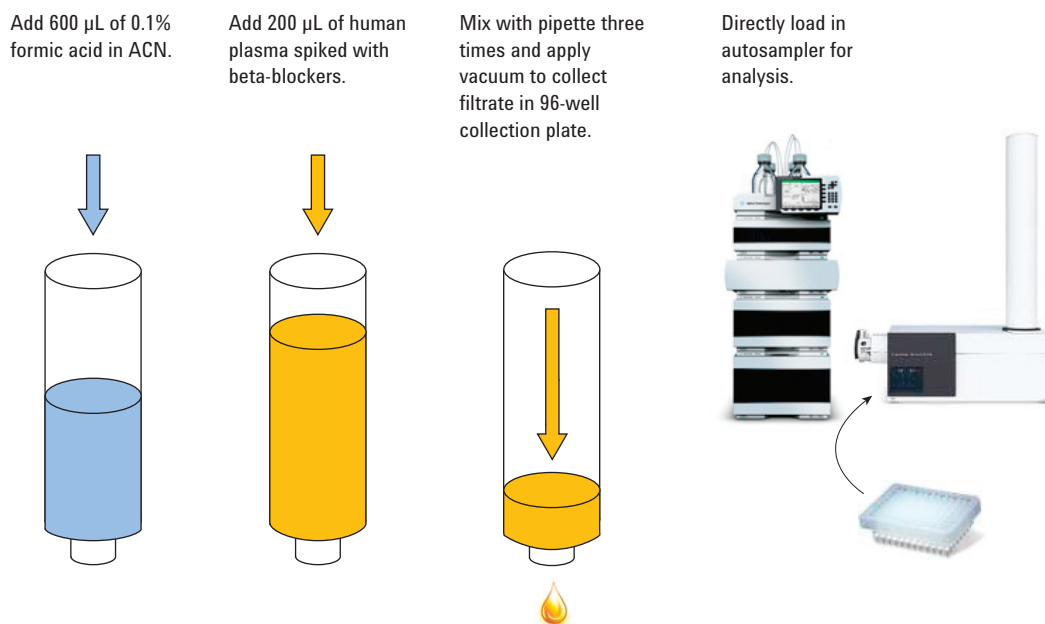 Add 600 µL of 0.1%
formic acid in ACN.
Add 200 µL of human
plasma spiked with
beta-blockers.
Mix with pipette three
times and apply
vacuum to collect
filtrate in 96-well
collection plate.
Directly load in
autosampler for
analysis.